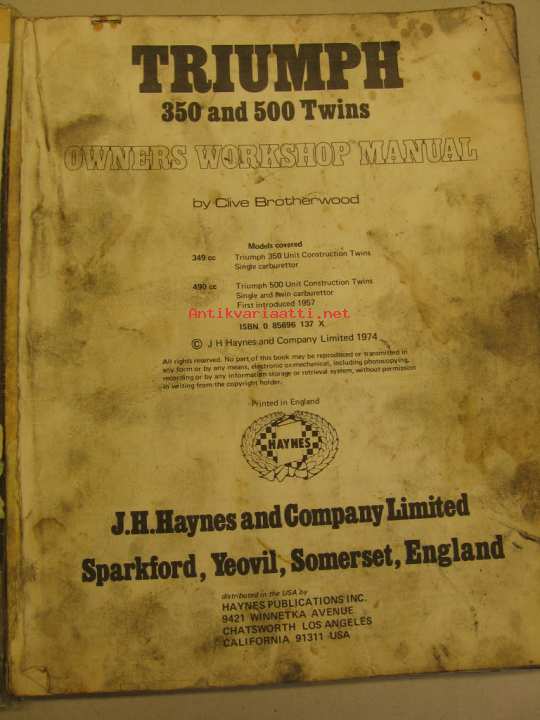 TRIUMPH
350 and 500 Twins
OWNERS WORKSHOP MANUAL
by Clive Brotherwood
Models covered
349 cc Triumph 350 Unit Construction Twins
Single carburettor
490 cc Triumph 500 Unit Construction Twins
Single and twin carburettor
First introduced 1957
Antikvariaatti.net
ISBN 0 85696 137 X
© J H Haynes and Company Limited 1974
All rights reserved. No part of this book may be reproduced or transmitted in
any form or by any means, electronic or mechanical, including photocopying,
recording or by any information storage or retrieval system, without permission
in writing from the copyright holder.
Printed in England
HAYNES
J.H.Haynes and Company Limited
Sparkford, Yeovil, Somerset, England
distributed in the USA by
HAYNES PUBLICATIONS INC.
9421 WINNETKA AVENUE
CHATSWORTH LOS ANGELES
CALIFORNIA 91311 USA